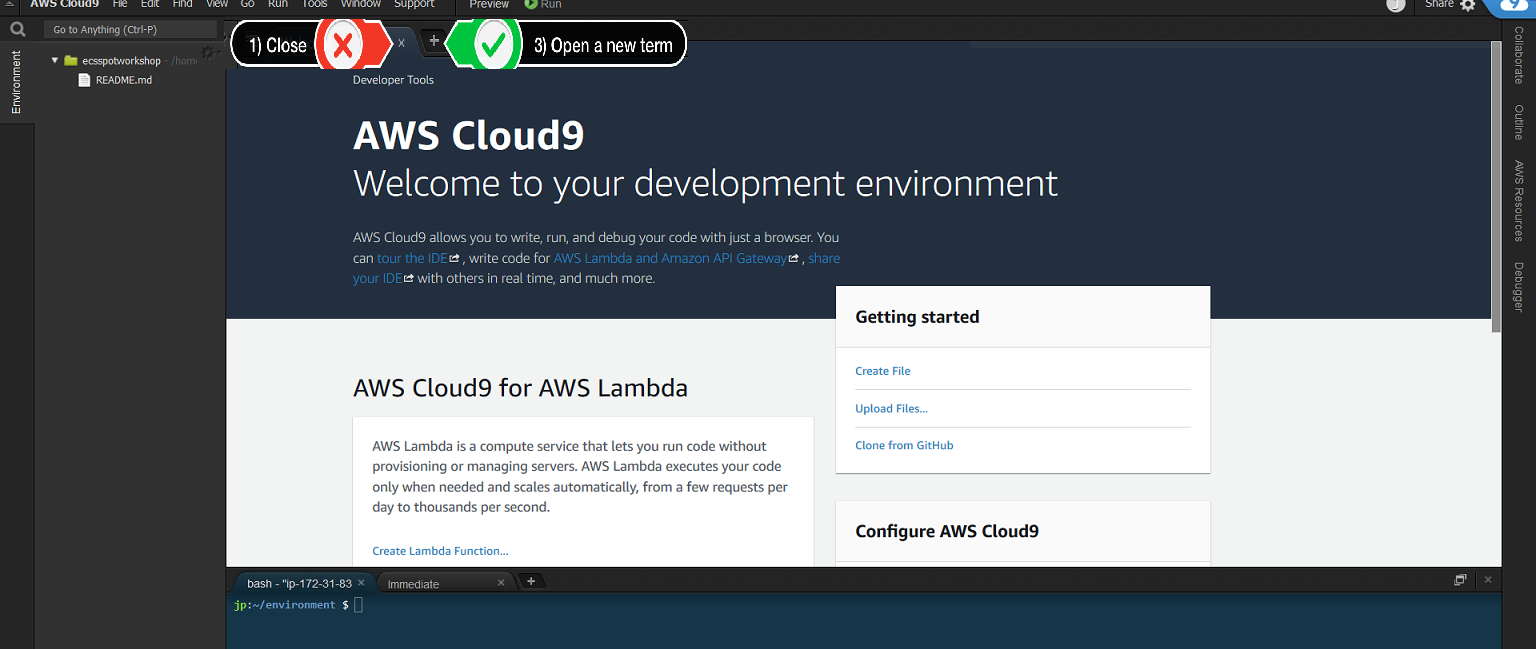 AWS Cloud9 File Edit Find View Go Run Tools Window Support Preview Run Share
Go to Anything (Ctrl-P)
1) Close
3) Open a new term
Environment
ecsspotworkshop - /home
README.md
Developer Tools
AWS Cloud9
Welcome to your development environment
AWS Cloud9 allows you to write, run, and debug your code with just a browser. You
can tour the IDE, write code for AWS Lambda and Amazon API Gateway, share
your IDE with others in real time, and much more.
Getting started
Create File
Upload Files...
Clone from GitHub
AWS Cloud9 for AWS Lambda
AWS Lambda is a compute service that lets you run code without
provisioning or managing servers. AWS Lambda executes your code
only when needed and scales automatically, from a few requests per
day to thousands per second.
Create Lambda Function...
Configure AWS Cloud9
Collaborate
Outline
AWS Resources
Debugger
bash - "ip-172-31-83
Immediate
jp:~/environment $